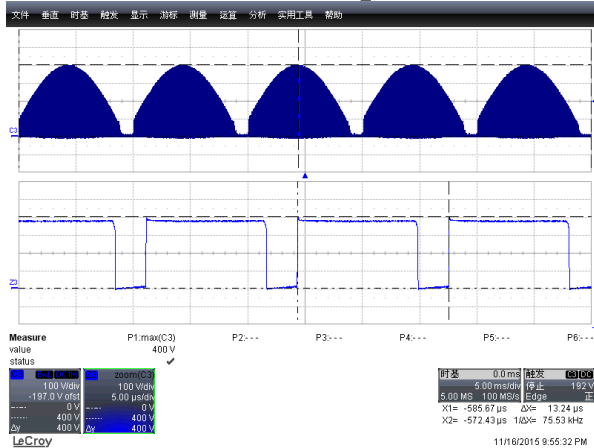 文件 垂直 时基 触发 显示 游标 测量 运算 分析 实用工具 帮助
C3
Measure P1:max(C3) P2:- - - P3:- - - P4:- - - P5:- - - P6:- - -
value 400 V
status ✔
zoom(C3)
100 V/div 100 V/div
-197.0 V ofst 5.00 µs/div
0 V 0 V
400 V 400 V
Δy 400 V Δy 400 V
时基 0.0 ms 触发 C3 DC
5.00 ms/div 停止 192 V
5.00 MS 100 MS/s Edge 正
X1= -585.67 µs ΔX= 13.24 µs
X2= -572.43 µs 1/ΔX= 75.53 kHz
LeCroy 11/16/2015 9:55:32 PM